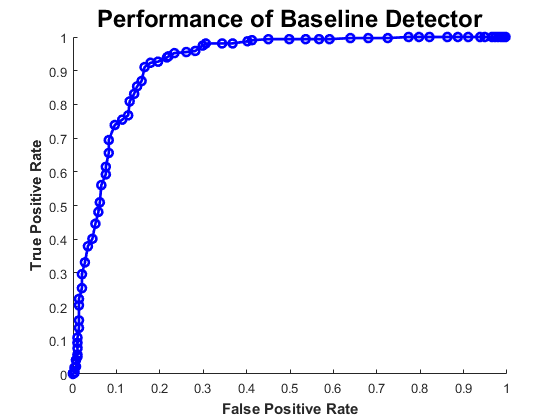 Performance of Baseline Detector
True Positive Rate
1
0.9
0.8
0.7
0.6
0.5
0.4
0.3
0.2
0.1
0
0 0.1 0.2 0.3 0.4 0.5 0.6 0.7 0.8 0.9 1
False Positive Rate